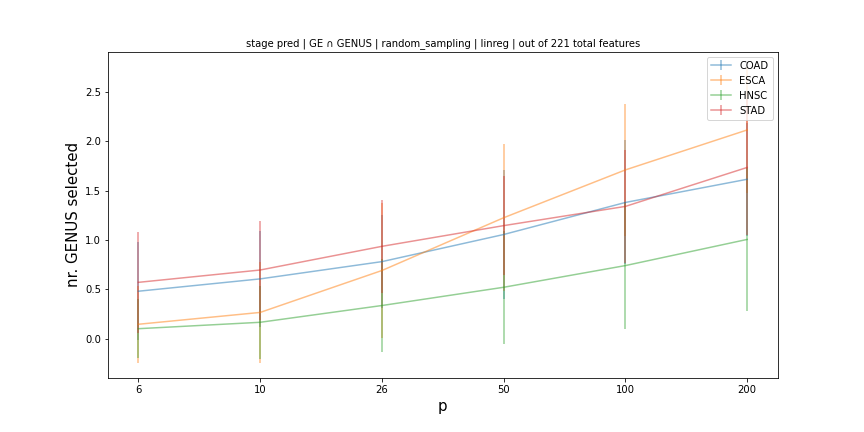 stage pred | GE ∩ GENUS | random_sampling | linreg | out of 221 total features
COAD
ESCA
HNSC
STAD
2.5
2.0
1.5
1.0
0.5
0.0
nr. GENUS selected
6 10 26 50 100 200
p